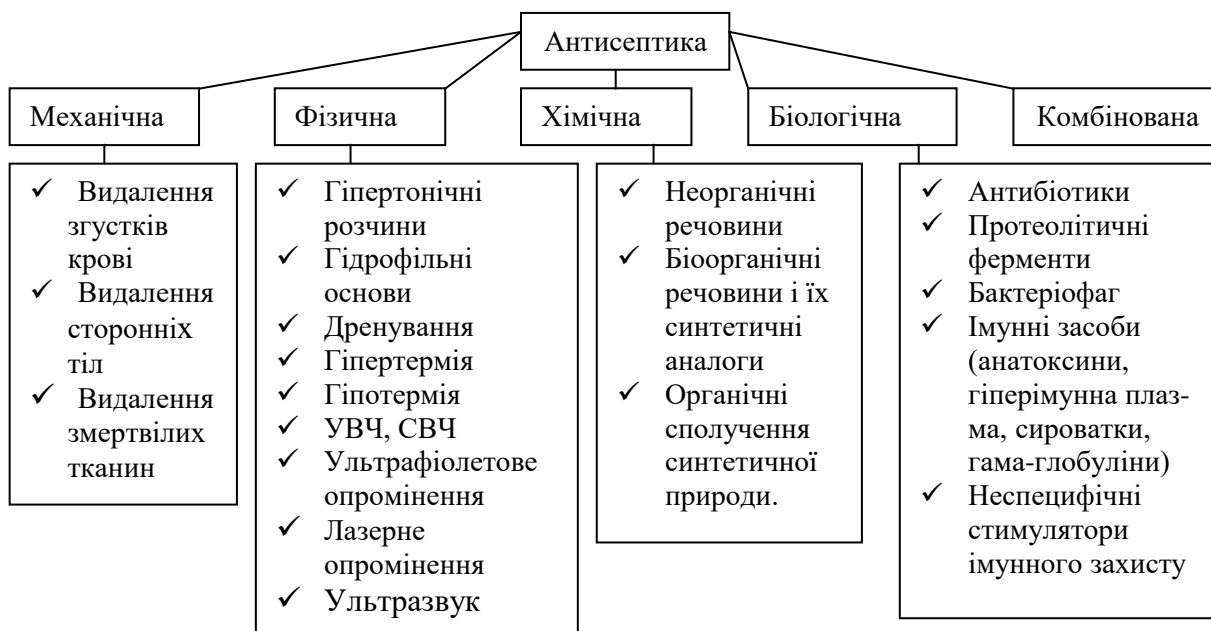 Антисептика
Механічна
Фізична
Хімічна
Біологічна
Комбінована
✓ Видалення
згустків
крові
✓ Видалення
сторонніх
тіл
✓ Видалення
змертвілих
тканин
✓ Гіпертонічні
розчини
✓ Гідрофільні
основи
✓ Дренування
✓ Гіпертермія
✓ Гіпотермія
✓ УВЧ, СВЧ
✓ Ультрафіолетове
опромінення
✓ Лазерне
опромінення
✓ Ультразвук
✓ Неорганічні
речовини
✓ Біоорганічні
речовини і їх
синтетичні
аналоги
✓ Органічні
сполучення
синтетичної
природи.
✓ Антибіотики
✓ Протеолітичні
ферменти
✓ Бактеріофаг
✓ Імунні засоби
(анатоксини,
гіперімунна плаз-
ма, сироватки,
гама-глобуліни)
✓ Неспецифічні
стимулятори
імунного захисту